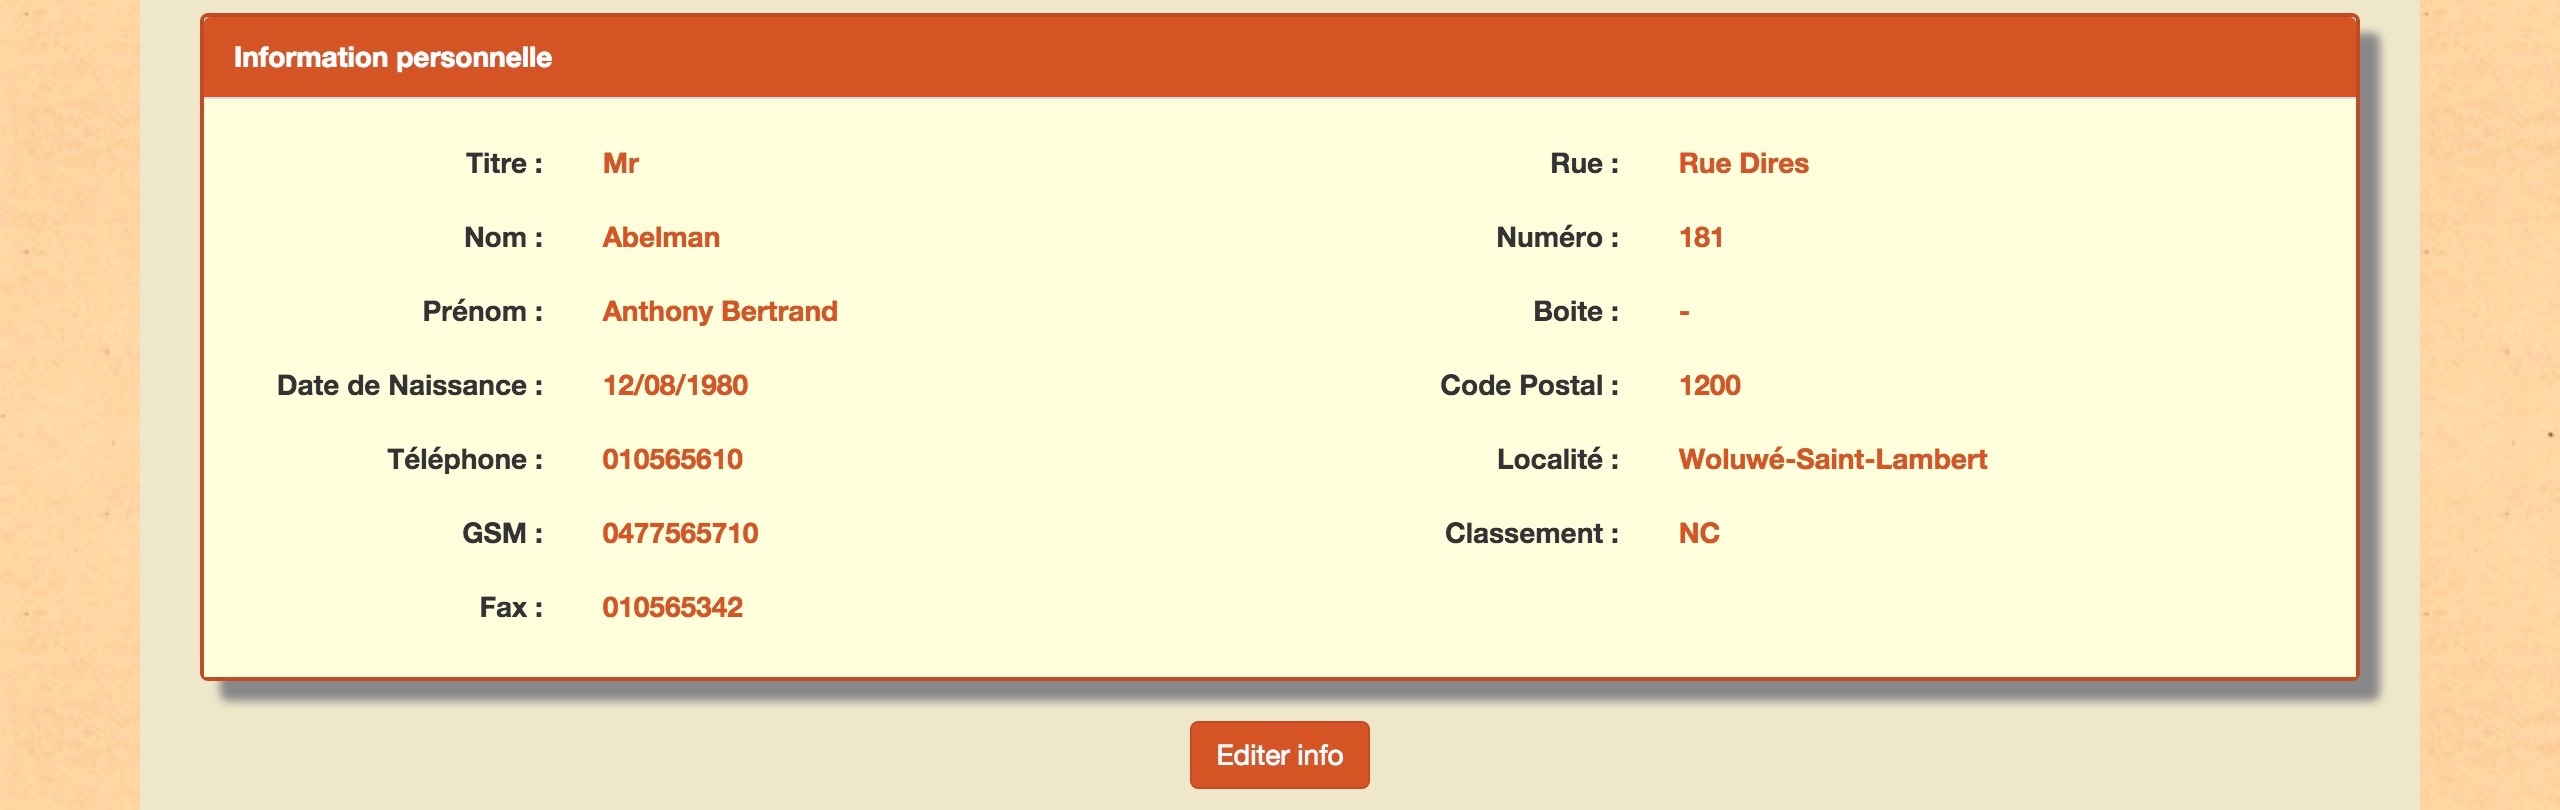 Information personnelle
Titre : Mr
Nom : Abelman
Prénom : Anthony Bertrand
Date de Naissance : 12/08/1980
Téléphone : 010565610
GSM : 0477565710
Fax : 010565342
Rue : Rue Dires
Numéro : 181
Boite : -
Code Postal : 1200
Localité : Woluwé-Saint-Lambert
Classement : NC
Editer info